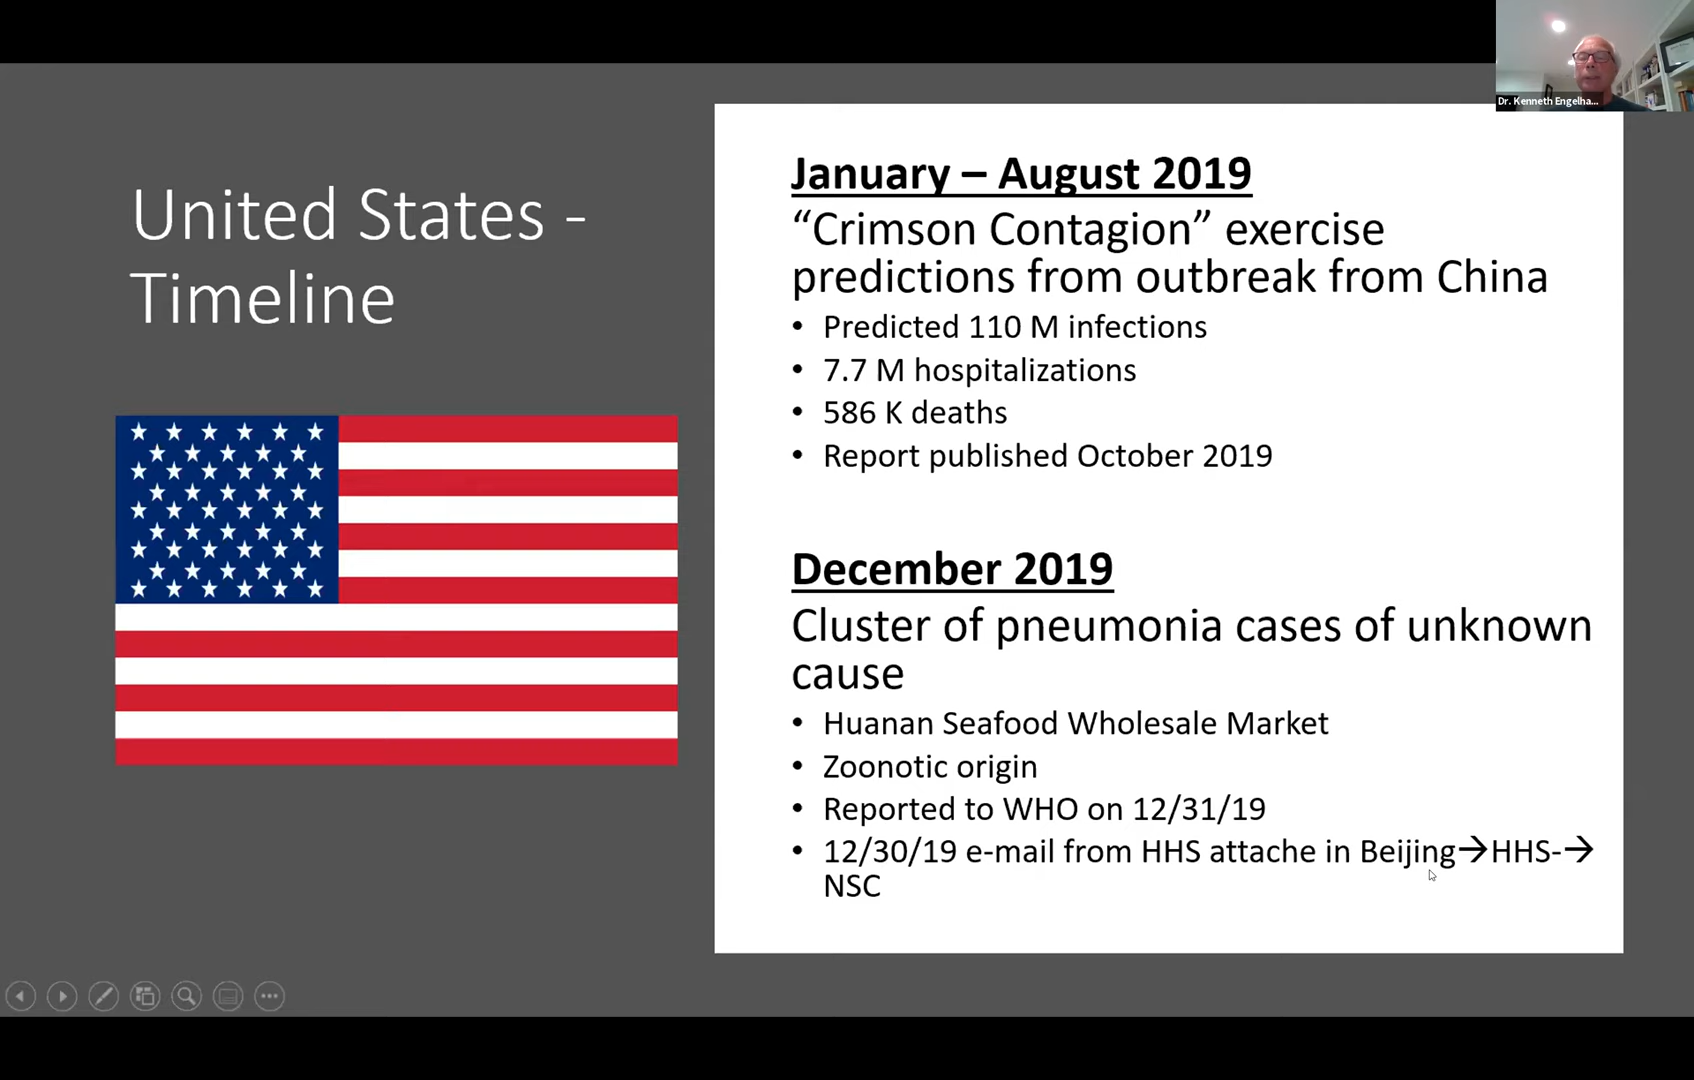 Dr. Kenneth Engelha...
United States -
Timeline
January – August 2019
“Crimson Contagion” exercise
predictions from outbreak from China
• Predicted 110 M infections
• 7.7 M hospitalizations
• 586 K deaths
• Report published October 2019
December 2019
Cluster of pneumonia cases of unknown
cause
• Huanan Seafood Wholesale Market
• Zoonotic origin
• Reported to WHO on 12/31/19
• 12/30/19 e-mail from HHS attache in Beijing→HHS-→
NSC